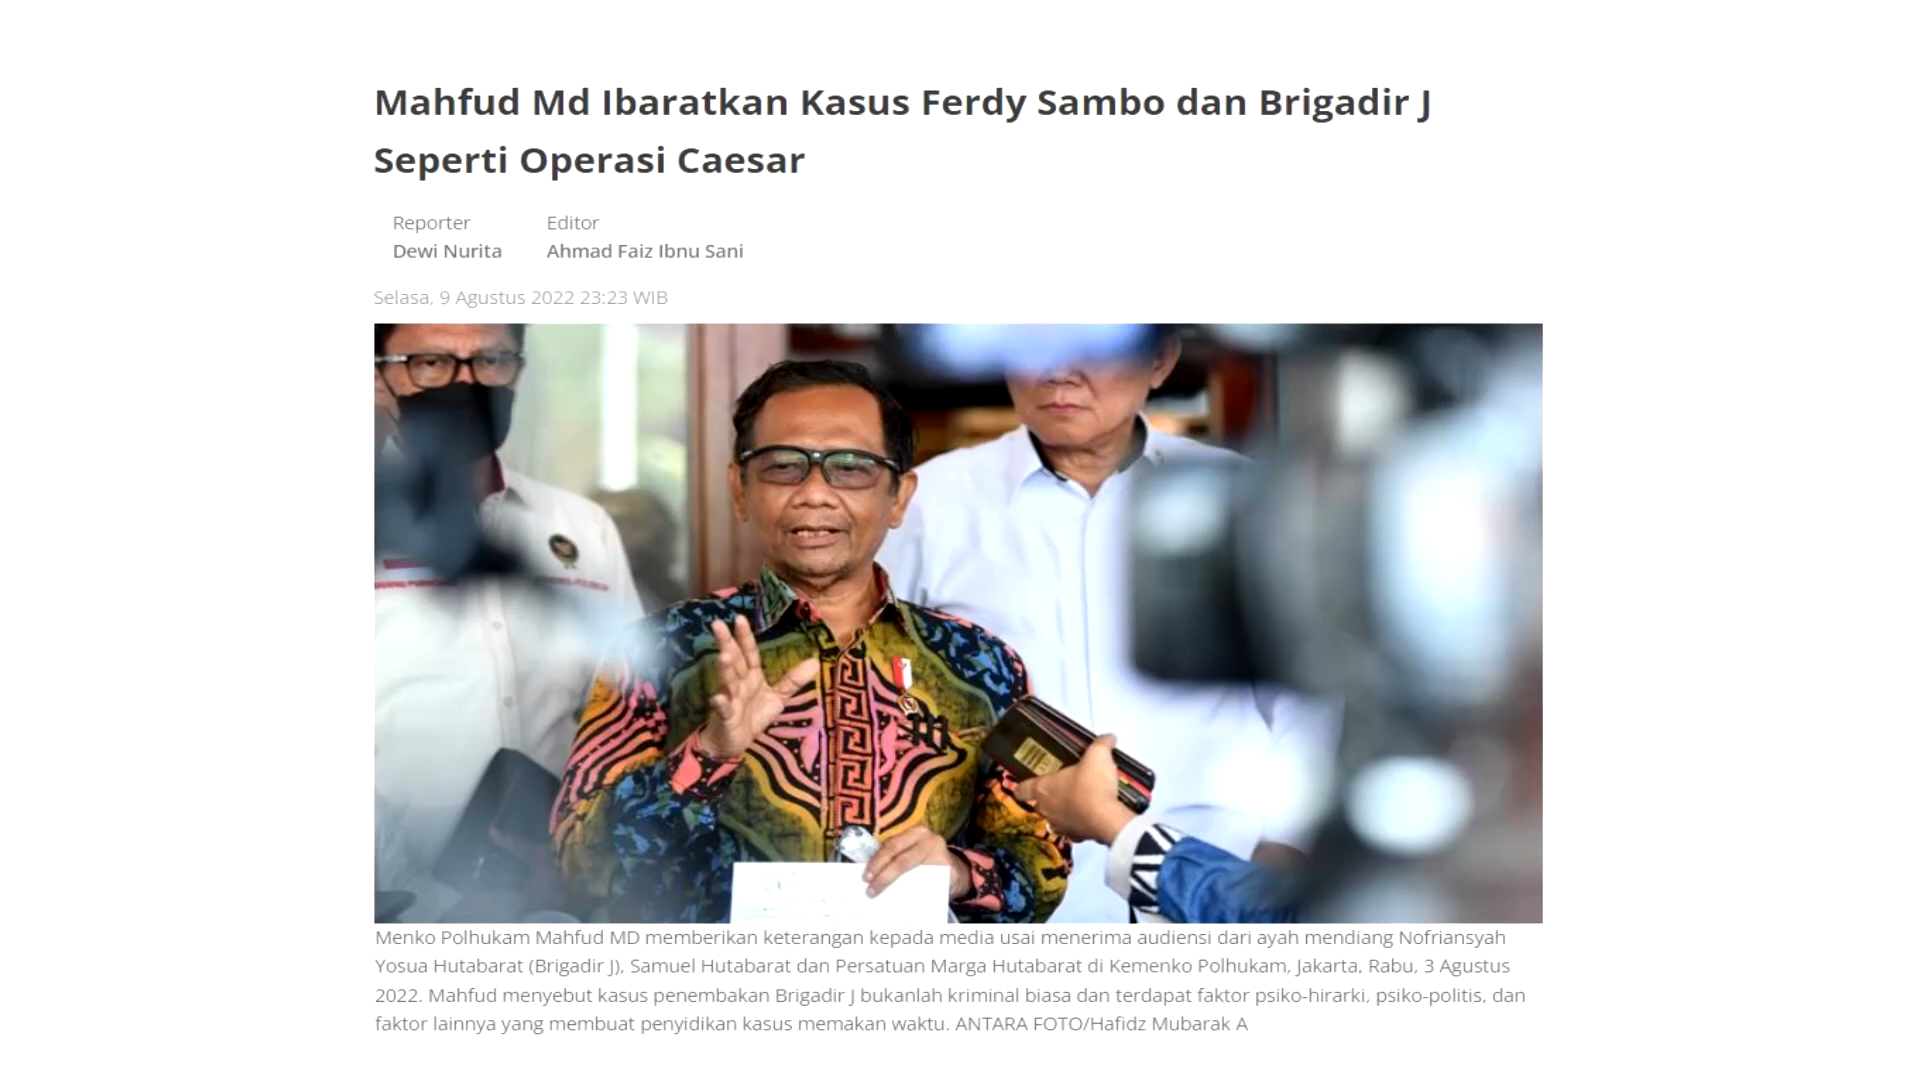 Mahfud Md Ibaratkan Kasus Ferdy Sambo dan Brigadir J
Seperti Operasi Caesar
Reporter Editor
Dewi Nurita Ahmad Faiz Ibnu Sani
Selasa, 9 Agustus 2022 23:23 WIB
Menko Polhukam Mahfud MD memberikan keterangan kepada media usai menerima audiensi dari ayah mendiang Nofriansyah
Yosua Hutabarat (Brigadir J), Samuel Hutabarat dan Persatuan Marga Hutabarat di Kemenko Polhukam, Jakarta, Rabu, 3 Agustus
2022. Mahfud menyebut kasus penembakan Brigadir J bukanlah kriminal biasa dan terdapat faktor psiko-hirarki, psiko-politis, dan
faktor lainnya yang membuat penyidikan kasus memakan waktu. ANTARA FOTO/Hafidz Mubarak A